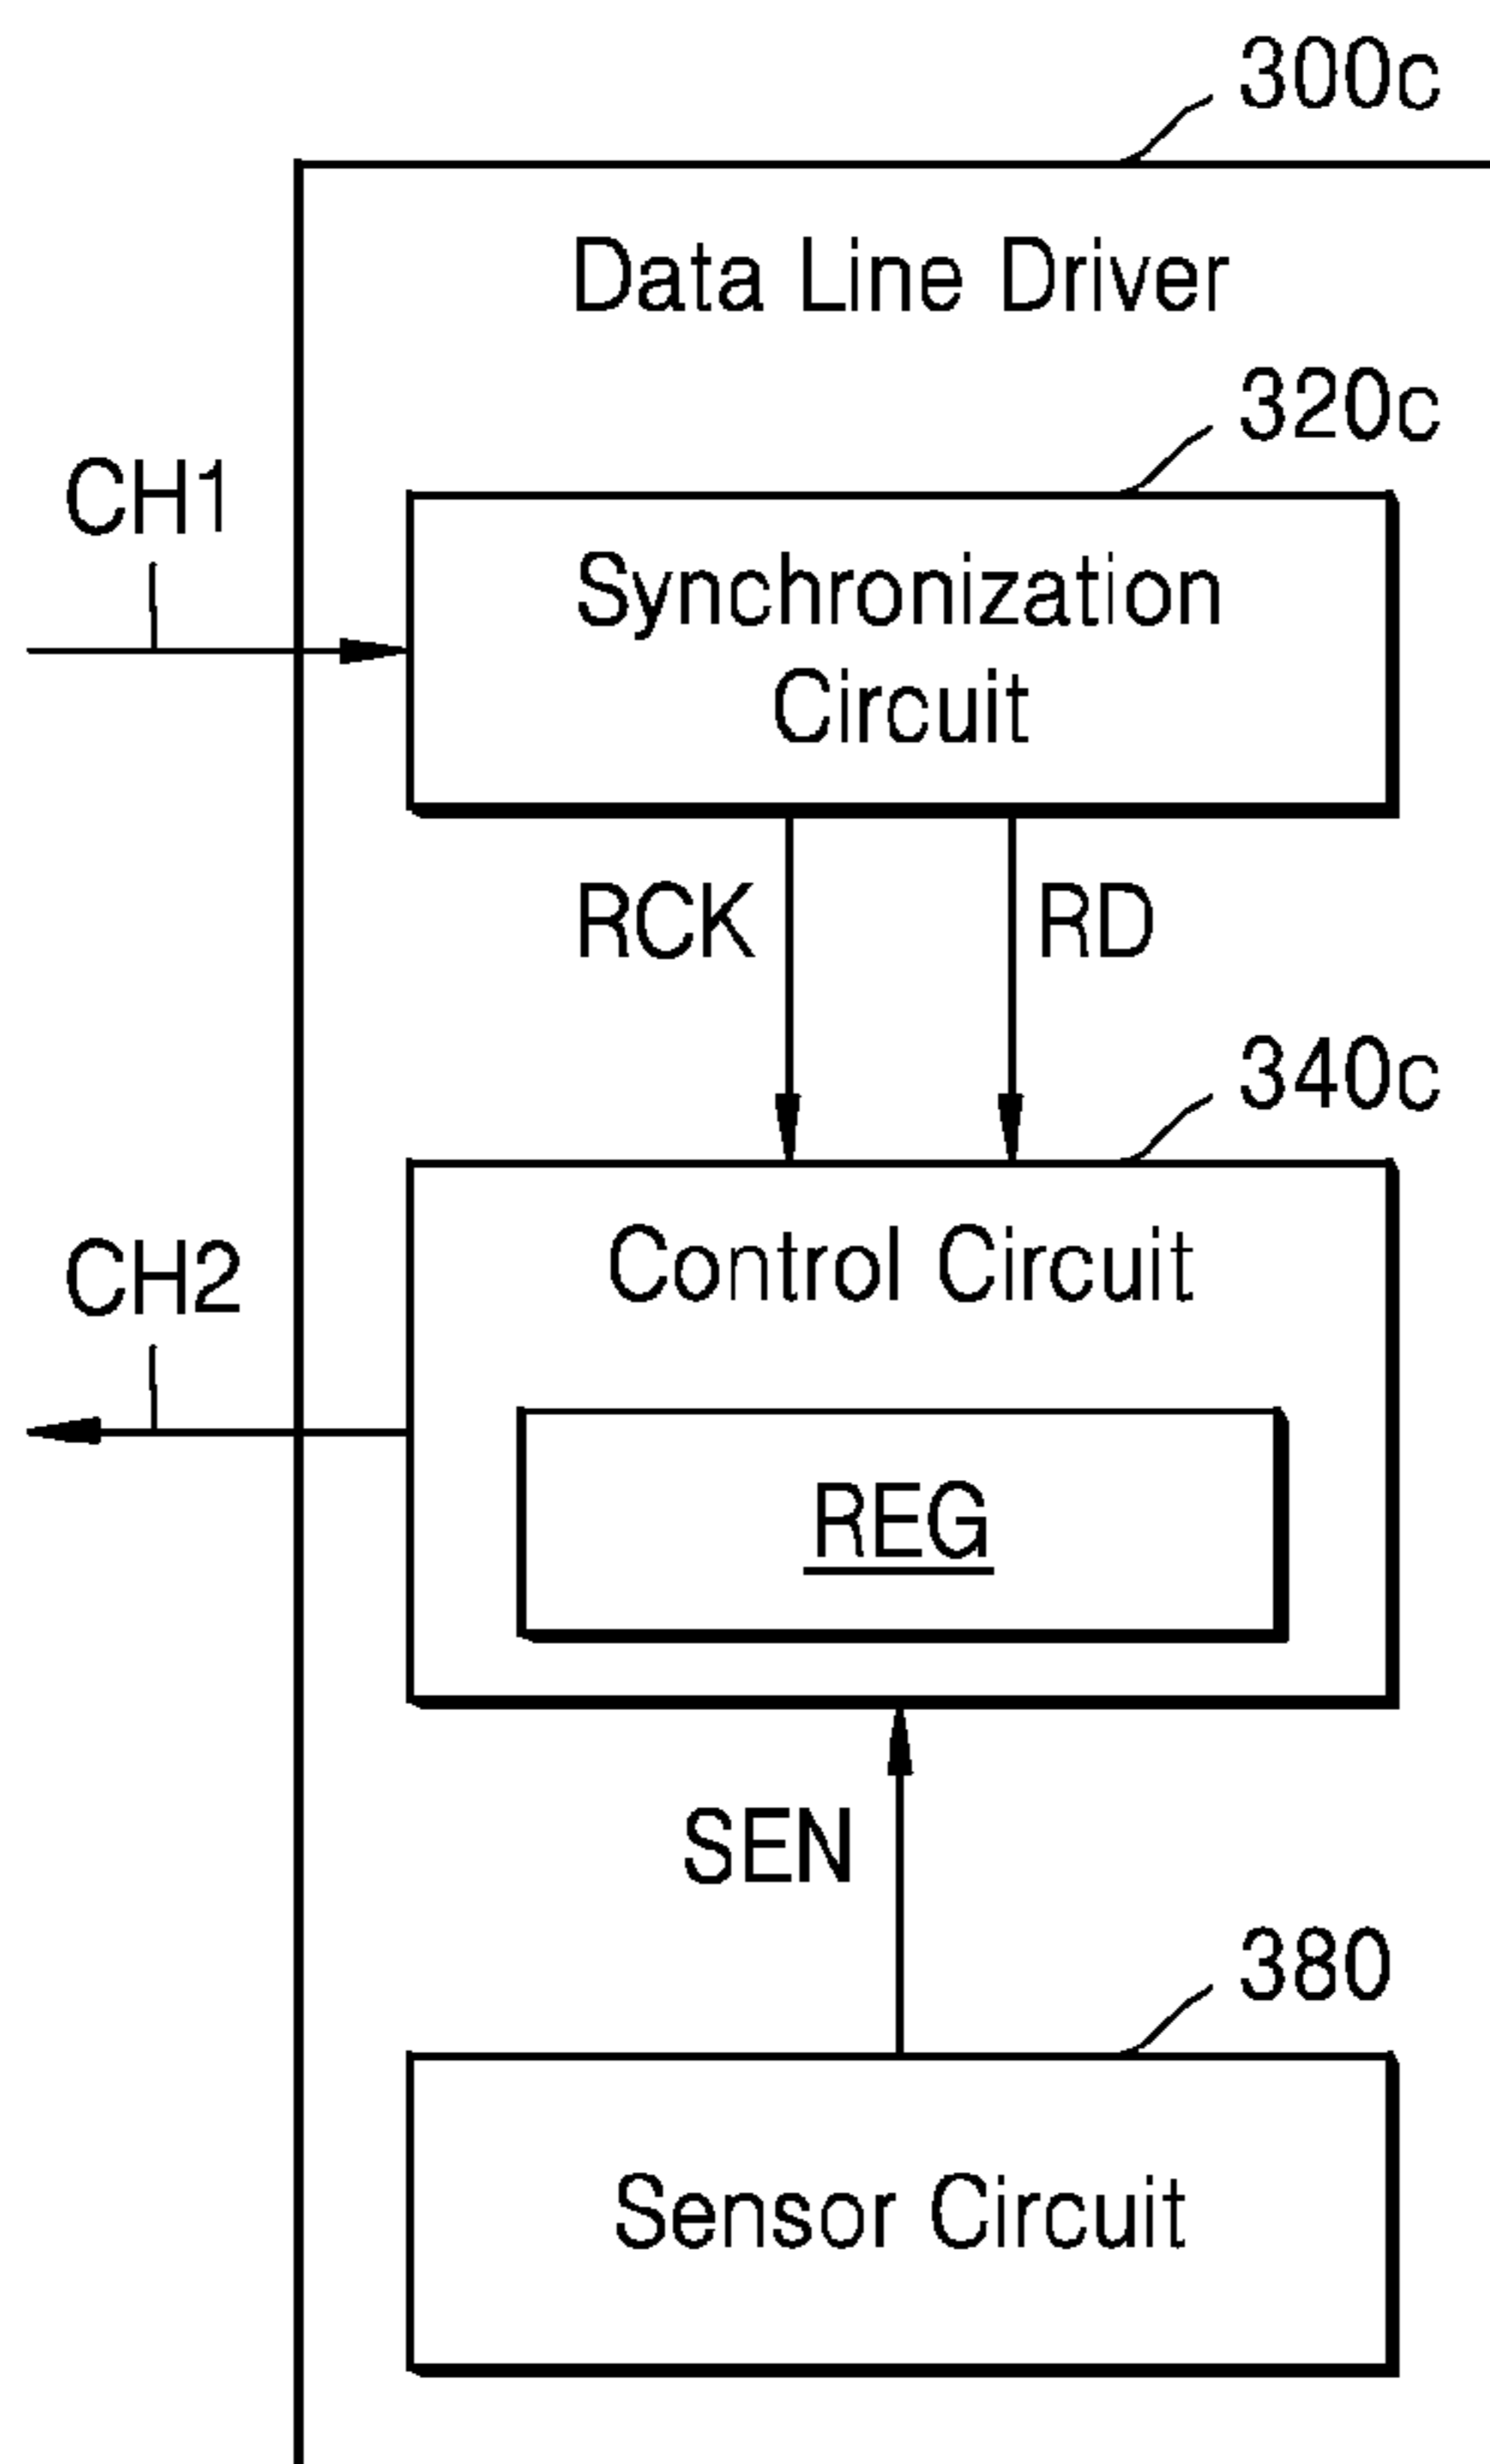 300c
Data Line Driver
320c
CH1
Synchronization
Circuit
RCK
RD
340c
CH2
Control Circuit
REG
SEN
380
Sensor Circuit